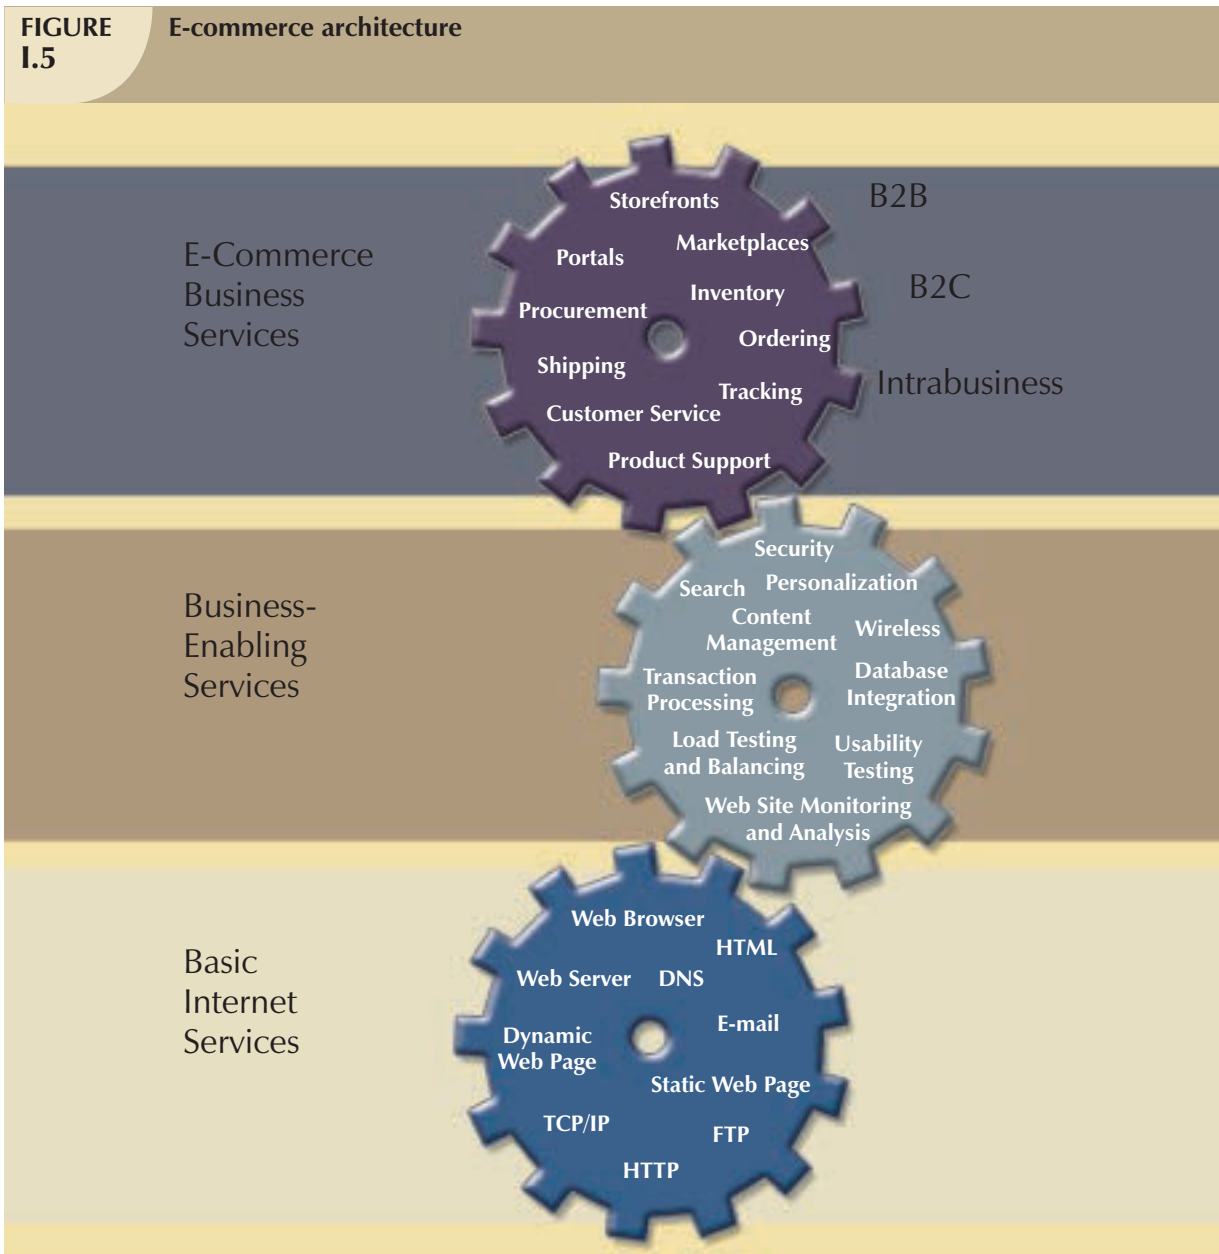 FIGURE
I.5
E-commerce architecture
E-Commerce
Business
Services
Storefronts
Marketplaces
Portals
Inventory
Procurement
Ordering
Shipping
Tracking
Customer Service
Product Support
B2B
B2C
Intrabusiness
Business-
Enabling
Services
Security
Search
Personalization
Content
Management
Wireless
Transaction
Processing
Database
Integration
Load Testing
and Balancing
Usability
Testing
Web Site Monitoring
and Analysis
Basic
Internet
Services
Web Browser
HTML
Web Server
DNS
E-mail
Dynamic
Web Page
Static Web Page
TCP/IP
FTP
HTTP